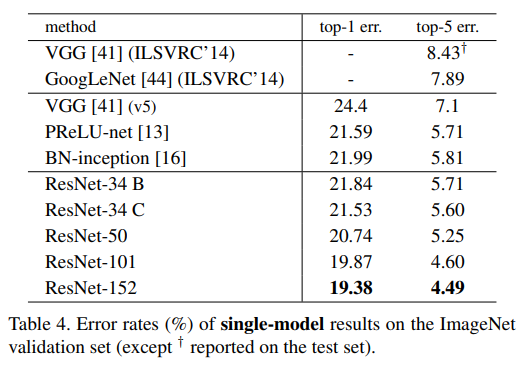 method top-1 err. top-5 err.
VGG [41] (ILSVRC'14) - 8.43†
GoogLeNet [44] (ILSVRC'14) - 7.89
VGG [41] (v5) 24.4 7.1
PReLU-net [13] 21.59 5.71
BN-inception [16] 21.99 5.81
ResNet-34 B 21.84 5.71
ResNet-34 C 21.53 5.60
ResNet-50 20.74 5.25
ResNet-101 19.87 4.60
ResNet-152 19.38 4.49
Table 4. Error rates (%) of single-model results on the ImageNet
validation set (except † reported on the test set).